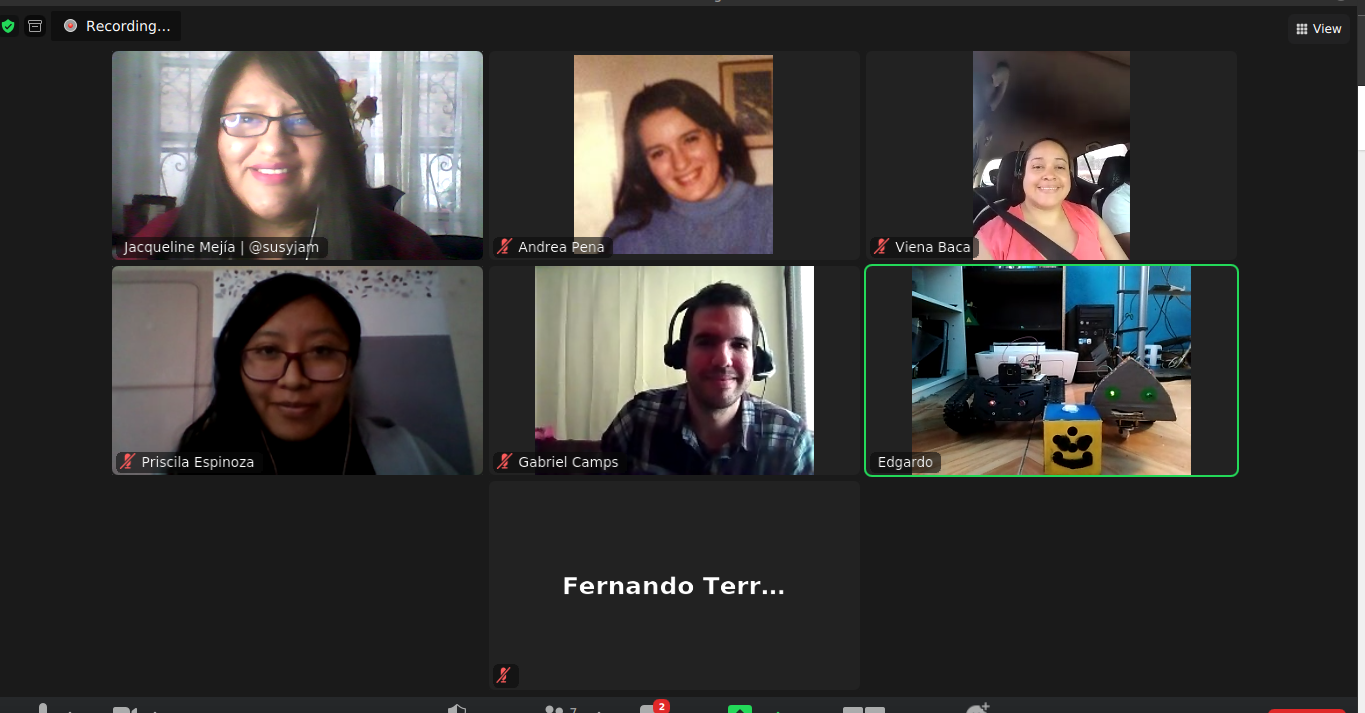 Recording...
View
Jacqueline Mejía | @susyjam
Andrea Pena
Viena Baca
Priscila Espinoza
Gabriel Camps
Edgardo
Fernando Terr...
7
2